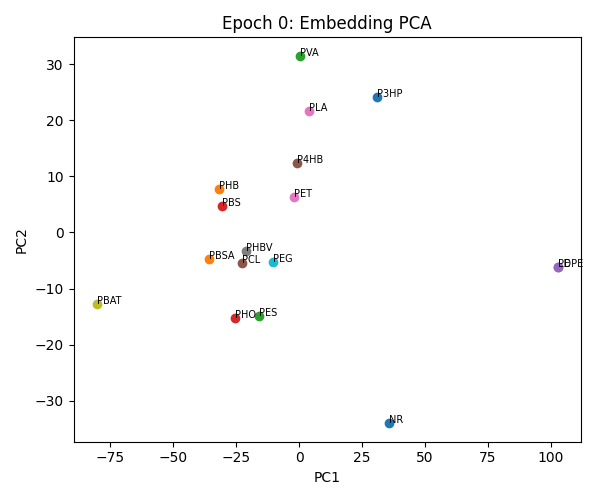 Epoch 0: Embedding PCA
PVA
P3HP
PLA
P4HB
PHB
PET
PBS
PHBV
PBSA
PCL
PEG
PBAT
PHO
PES
NR
30
20
10
0
−10
−20
−30
PC2
−75
−50
−25
0
25
50
75
100
PC1